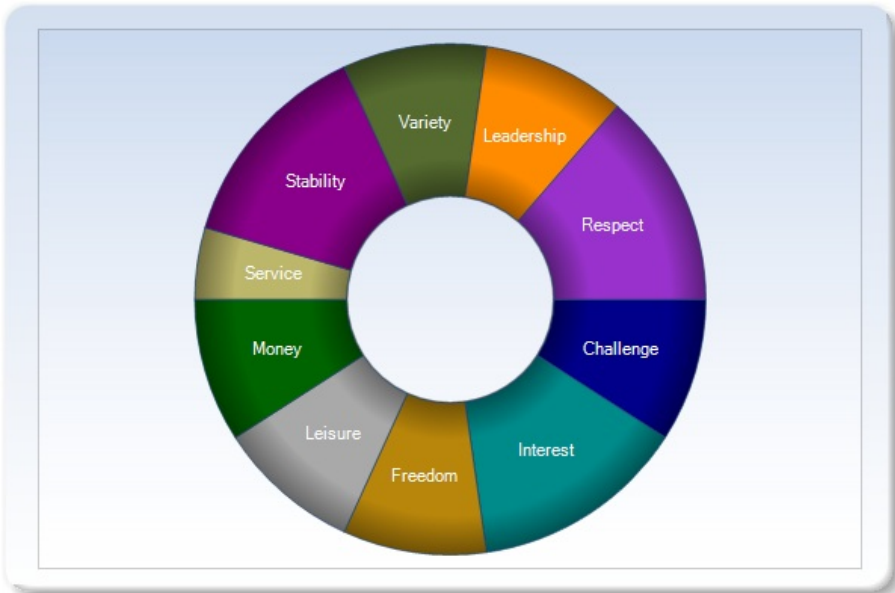 Variety
Leadership
Stability
Respect
Service
Money
Challenge
Leisure
Interest
Freedom